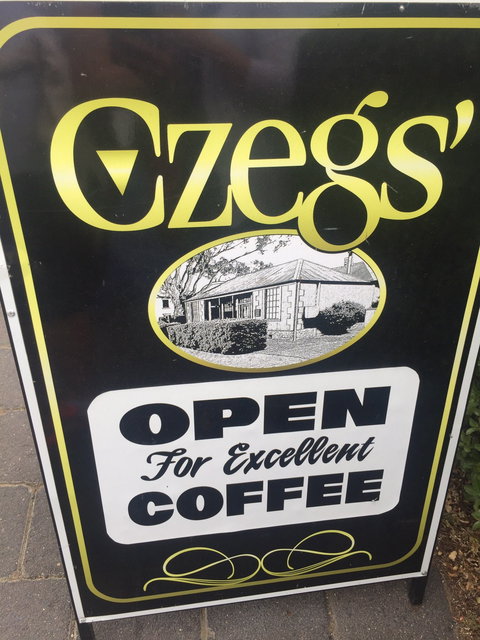 Czegs'
OPEN
For Excellent
COFFEE